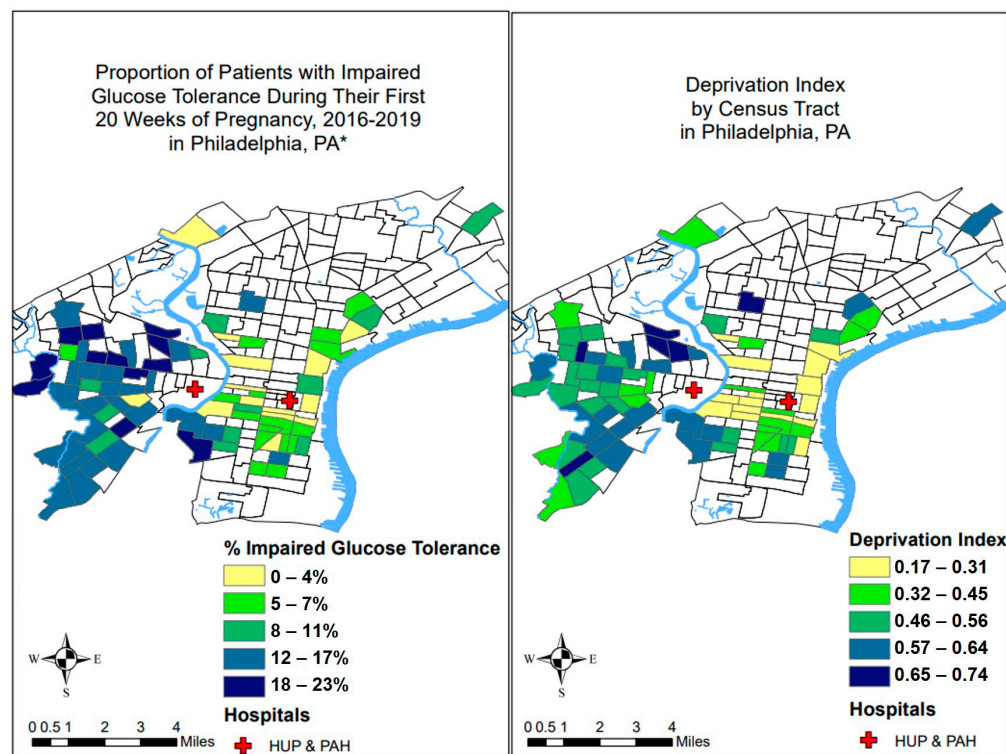 Proportion of Patients with Impaired
Glucose Tolerance During Their First
20 Weeks of Pregnancy, 2016-2019
in Philadelphia, PA*
% Impaired Glucose Tolerance
0 – 4%
5 – 7%
8 – 11%
12 – 17%
18 – 23%
Hospitals
HUP & PAH
N
W E
S
0 0.5 1 2 3 4
Miles
Deprivation Index
by Census Tract
in Philadelphia, PA
Deprivation Index
0.17 – 0.31
0.32 – 0.45
0.46 – 0.56
0.57 – 0.64
0.65 – 0.74
Hospitals
HUP & PAH
N
W E
S
0 0.5 1 2 3 4
Miles